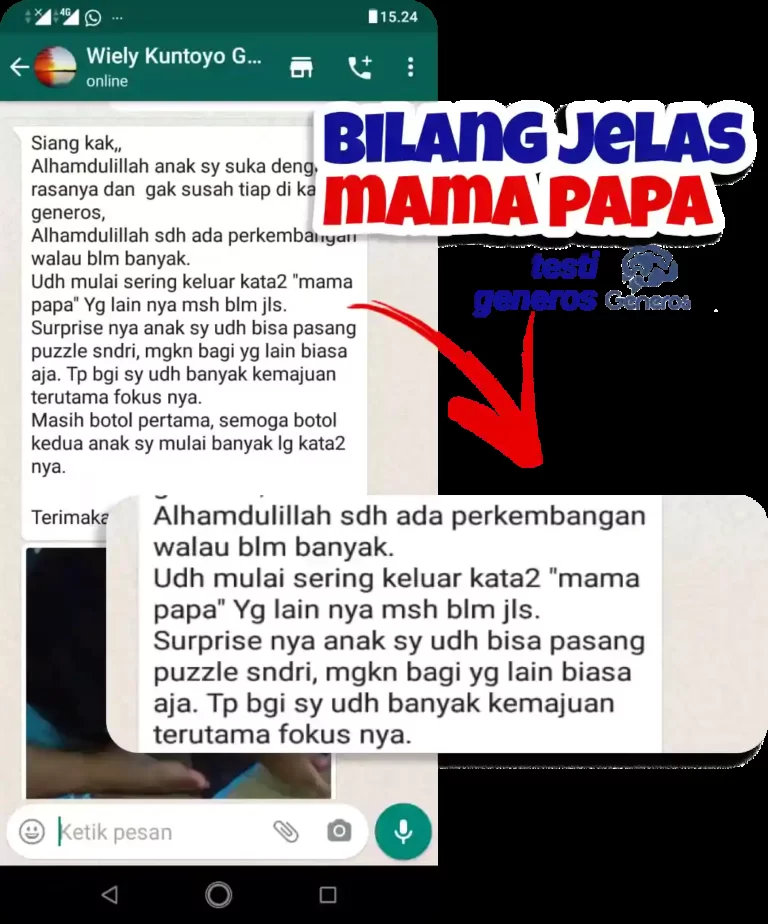 4G 15.24
Wiely Kuntoyo G...
online
BILANG JELAS
MAMA PAPA
testi
generos
Generos
Siang kak,,
Alhamdulillah anak sy suka deng
rasanya dan gak susah tiap di ka
generos,
Alhamdulillah sdh ada perkembangan
walau blm banyak.
Udh mulai sering keluar kata2 "mama
papa" Yg lain nya msh blm jls.
Surprise nya anak sy udh bisa pasang
puzzle sndri, mgkn bagi yg lain biasa
aja. Tp bgi sy udh banyak kemajuan
terutama fokus nya.
Masih botol pertama, semoga botol
kedua anak sy mulai banyak lg kata2
nya.
Terimaka
Alhamdulillah sdh ada perkembangan
walau blm banyak.
Udh mulai sering keluar kata2 "mama
papa" Yg lain nya msh blm jls.
Surprise nya anak sy udh bisa pasang
puzzle sndri, mgkn bagi yg lain biasa
aja. Tp bgi sy udh banyak kemajuan
terutama fokus nya.
Ketik pesan